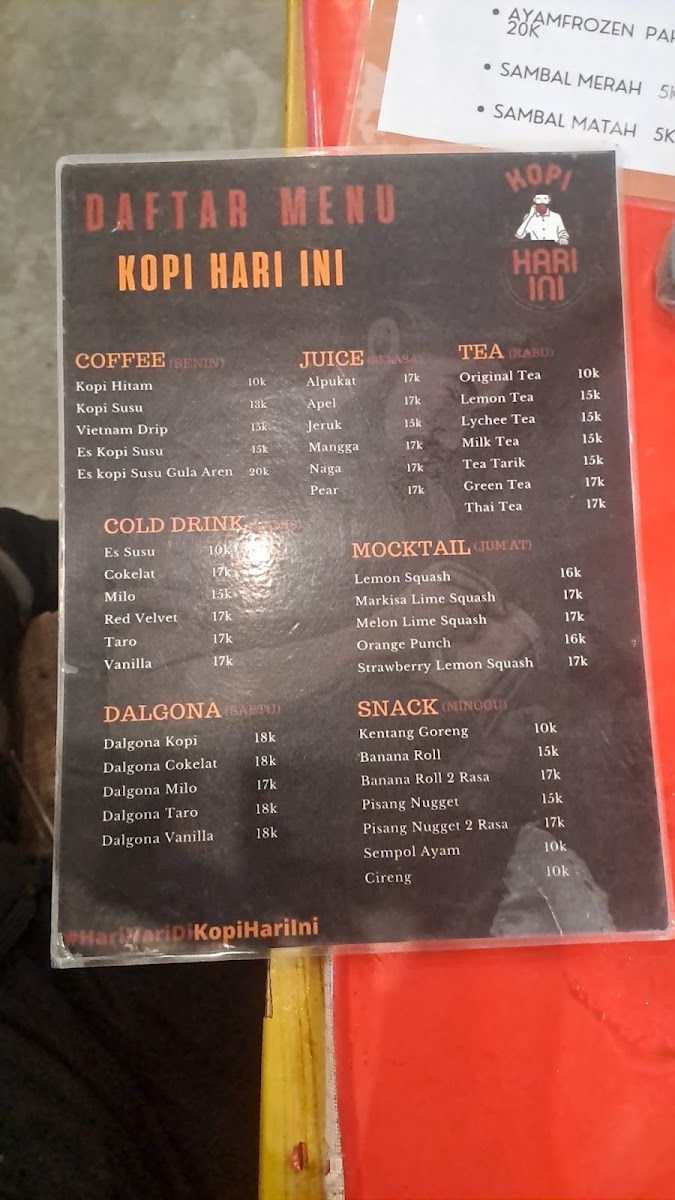 • AYAMFROZEN
20K
• SAMBAL MERAH 5K
• SAMBAL MATAH 5K
DAFTAR MENU
KOPI HARI INI
KOPI
HARI
INI
COFFEE (SENIN)
Kopi Hitam 10k
Kopi Susu 13k
Vietnam Drip 15k
Es Kopi Susu 15k
Es kopi Susu Gula Aren 20k
JUICE (SELASA)
Alpukat 17k
Apel 17k
Jeruk 15k
Mangga 17k
Naga 17k
Pear 17k
TEA (RABU)
Original Tea 10k
Lemon Tea 15k
Lychee Tea 15k
Milk Tea 15k
Tea Tarik 15k
Green Tea 17k
Thai Tea 17k
COLD DRINK
Es Susu 10k
Cokelat 17k
Milo 15k
Red Velvet 17k
Taro 17k
Vanilla 17k
MOCKTAIL (JUM'AT)
Lemon Squash 16k
Markisa Lime Squash 17k
Melon Lime Squash 17k
Orange Punch 16k
Strawberry Lemon Squash 17k
DALGONA (SABTU)
Dalgona Kopi 18k
Dalgona Cokelat 18k
Dalgona Milo 17k
Dalgona Taro 18k
Dalgona Vanilla 18k
SNACK (MINGGU)
Kentang Goreng 10k
Banana Roll 15k
Banana Roll 2 Rasa 17k
Pisang Nugget 15k
Pisang Nugget 2 Rasa 17k
Sempol Ayam 10k
Cireng 10k
#HariHariDiKopiHariIni